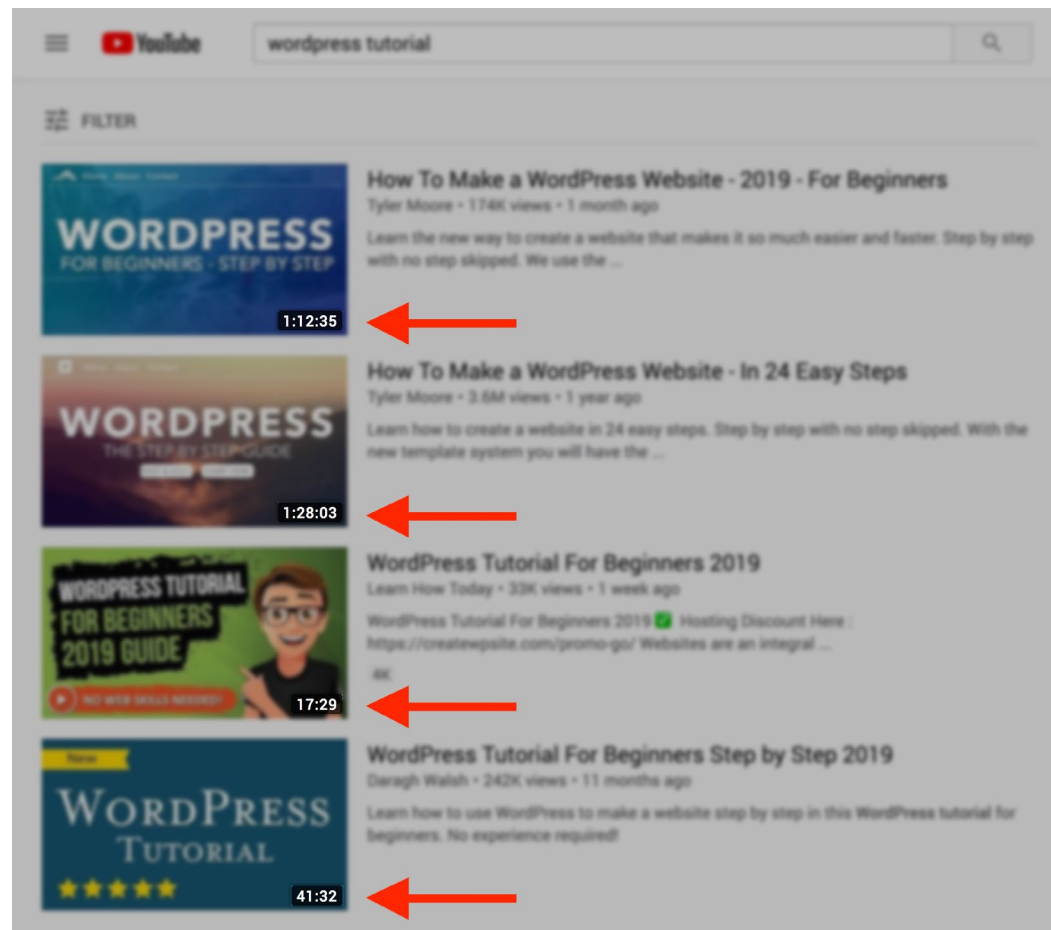 YouTube
wordpress tutorial
FILTER
WORDPRESS
FOR BEGINNERS - STEP BY STEP
1:12:35
How To Make a WordPress Website - 2019 - For Beginners
Tyler Moore • 174K views • 1 month ago
Learn the new way to create a website that makes it so much easier and faster. Step by step
with no step skipped. We use the ...
WORDPRESS
THE STEP BY STEP GUIDE
1:28:03
How To Make a WordPress Website - In 24 Easy Steps
Tyler Moore • 3.6M views • 1 year ago
Learn how to create a website in 24 easy steps. Step by step with no step skipped. With the
new template system you will have the ...
WORDPRESS TUTORIAL
FOR BEGINNERS
2019 GUIDE
NO WEB SKILLS NEEDED!
17:29
WordPress Tutorial For Beginners 2019
Learn How Today • 33K views • 1 week ago
WordPress Tutorial For Beginners 2019 ✅ Hosting Discount Here :
https://createwpsite.com/promo-go/ Websites are an integral ...
4K
New
WORDPRESS
TUTORIAL
41:32
WordPress Tutorial For Beginners Step by Step 2019
Daragh Walsh • 242K views • 11 months ago
Learn how to use WordPress to make a website step by step in this WordPress tutorial for
beginners. No experience required!